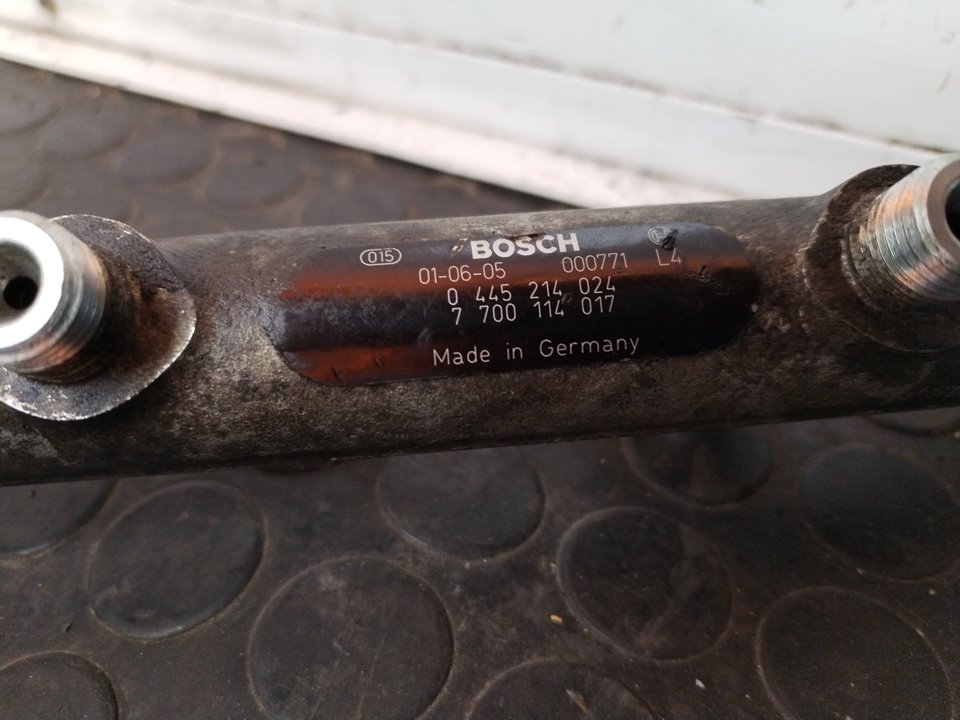 015 BOSCH
01-06-05 000771 L4
0 445 214 024
7 700 114 017
Made in Germany